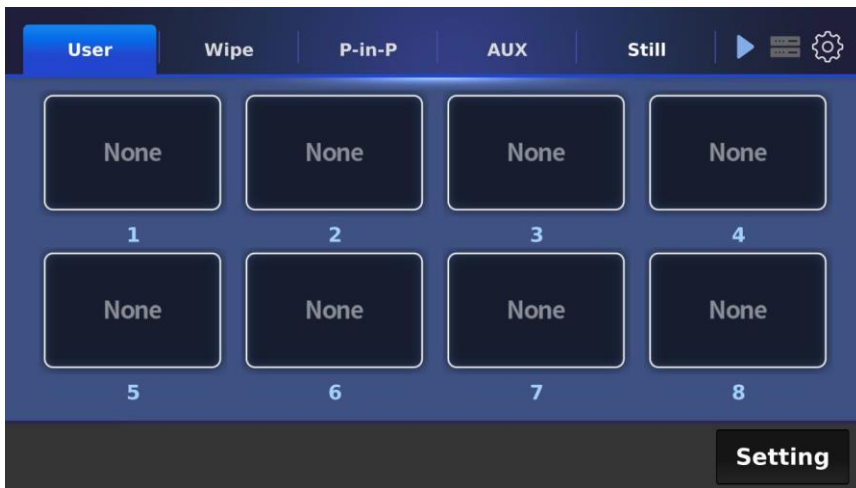 User Wipe P-in-P AUX Still
None None None None
1 2 3 4
None None None None
5 6 7 8
Setting